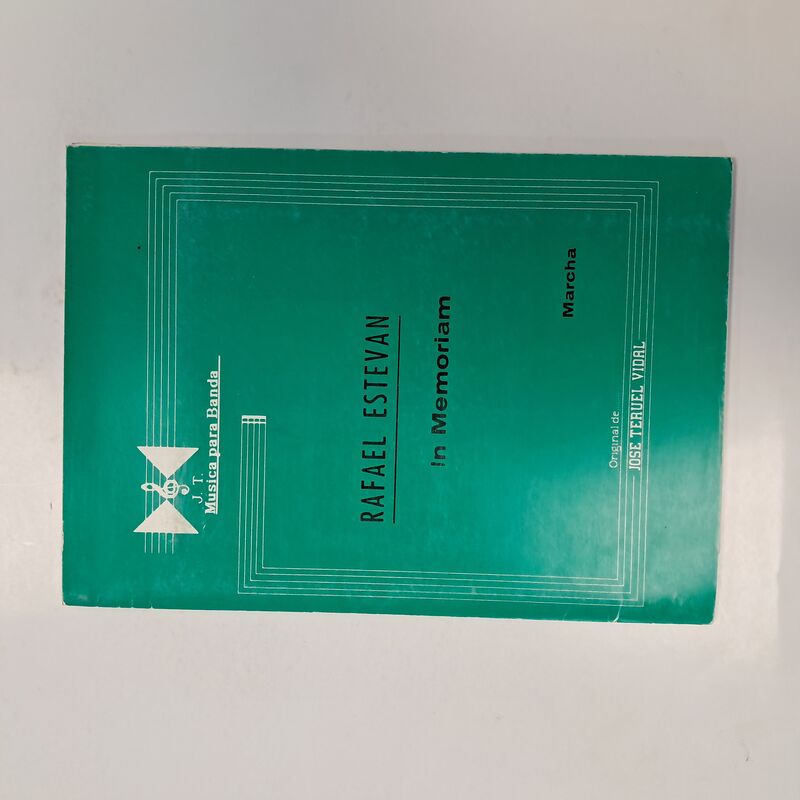 J. T.
Musica para Banda
RAFAEL ESTEVAN
In Memoriam
Marcha
Original de
JOSE TERUEL VIDAL